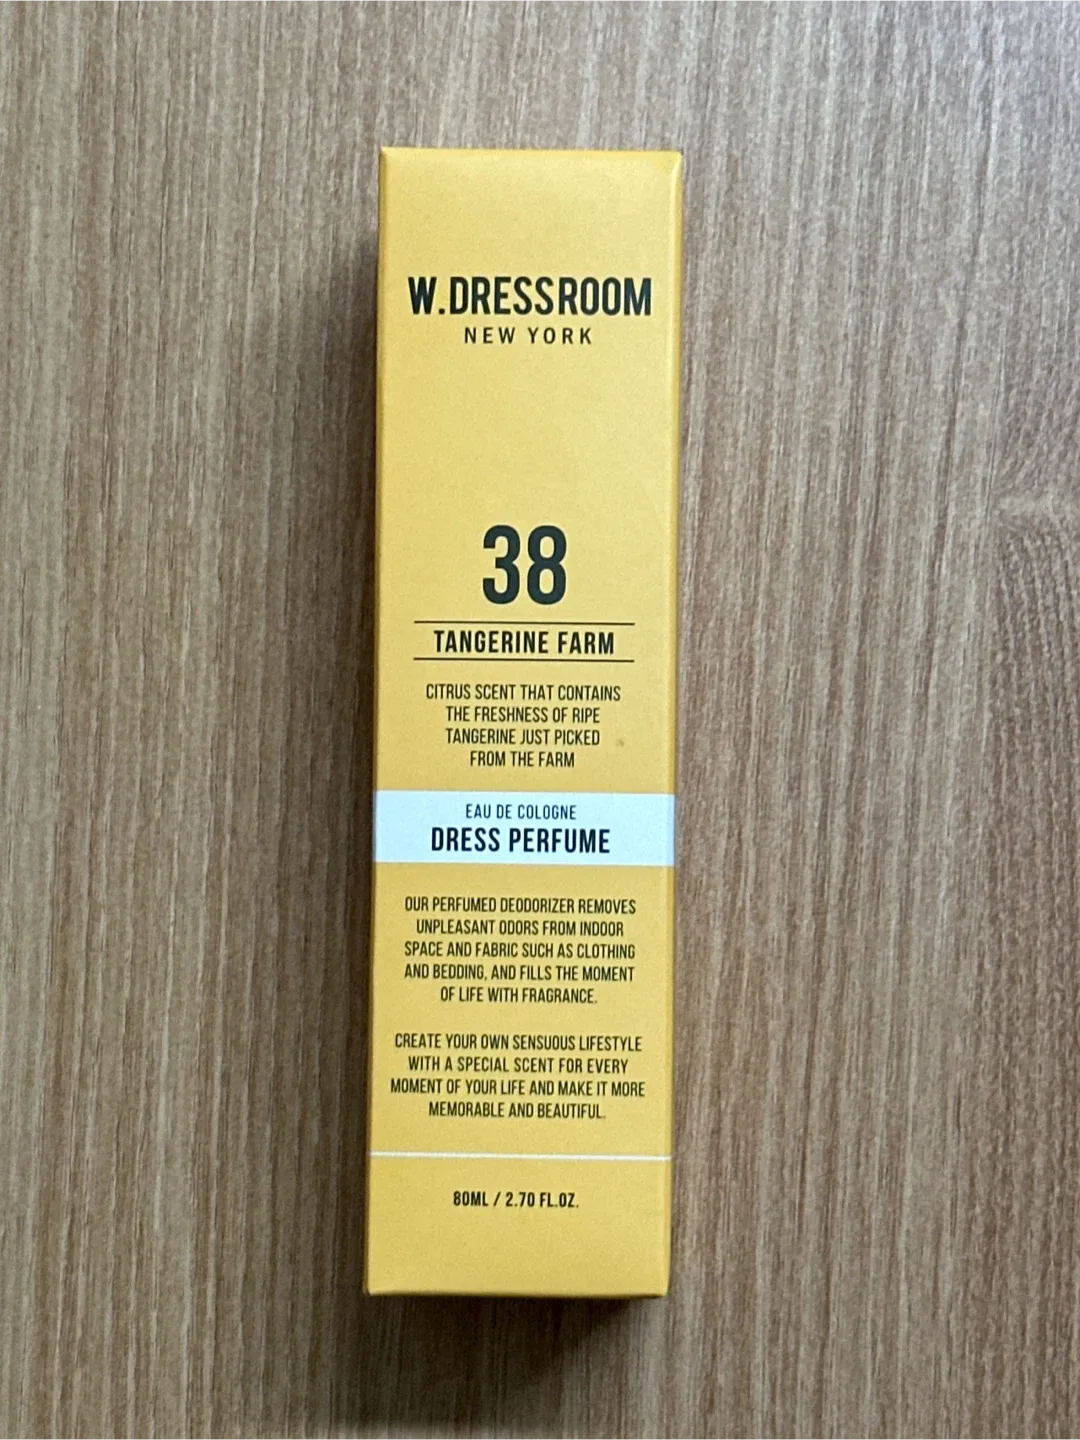 W.DRESSROOM
NEW YORK
38
TANGERINE FARM
CITRUS SCENT THAT CONTAINS
THE FRESHNESS OF RIPE
TANGERINE JUST PICKED
FROM THE FARM
EAU DE COLOGNE
DRESS PERFUME
OUR PERFUMED DEODORIZER REMOVES
UNPLEASANT ODORS FROM INDOOR
SPACE AND FABRIC SUCH AS CLOTHING
AND BEDDING, AND FILLS THE MOMENT
OF LIFE WITH FRAGRANCE.
CREATE YOUR OWN SENSUOUS LIFESTYLE
WITH A SPECIAL SCENT FOR EVERY
MOMENT OF YOUR LIFE AND MAKE IT MORE
MEMORABLE AND BEAUTIFUL.
80ML / 2.70 FL.OZ.